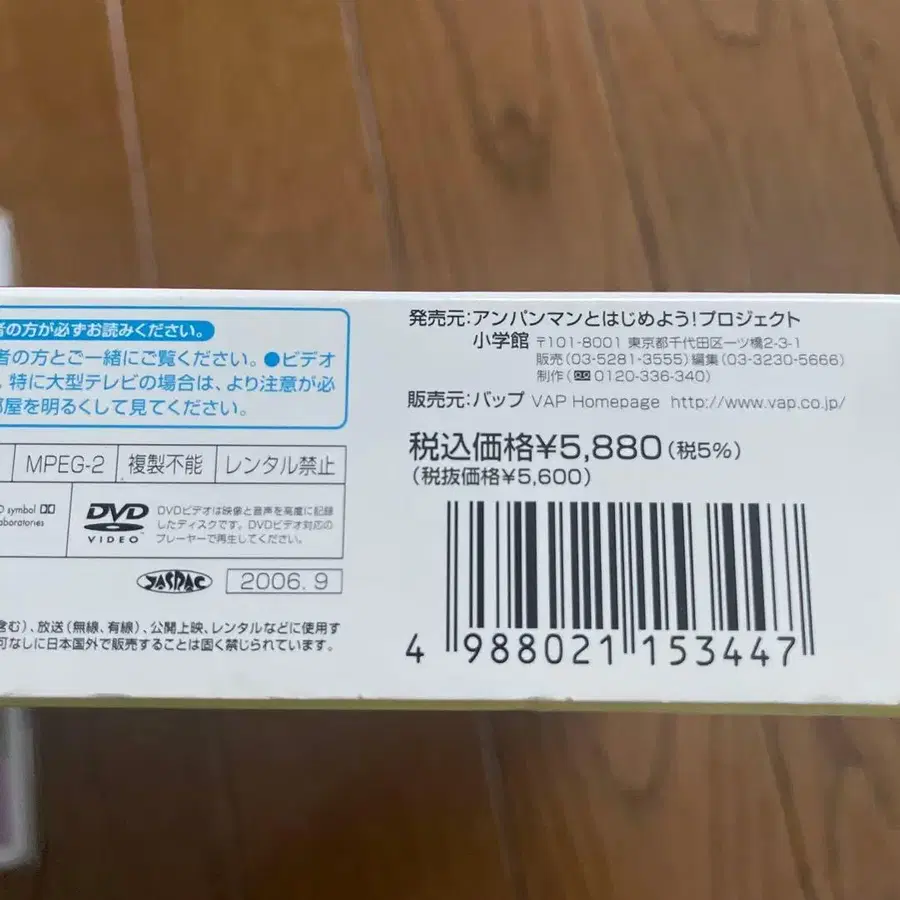 者の方が必ずお読みください。
者の方とご一緒にご覧ください。●ビデオ
特に大型テレビの場合は、より注意が必
部屋を明るくして見てください。
MPEG-2 複製不能 レンタル禁止
symbol
aboratories
DVD
VIDEO
DVDビデオは映像と音声を高度に記録
したディスクです。DVDビデオ対応の
プレーヤーで再生してください。
JASRAC
2006.9
含む)、放送(無線、有線)、公開上映、レンタルなどに使用す
可なしに日本国外で販売することは固く禁じられています。
発売元:アンパンマンとはじめよう!プロジェクト
小学館 〒101-8001 東京都千代田区一ツ橋2-3-1
販売(03-5281-3555)編集(03-3230-5666)
制作(0120-336-340)
販売元:バップ VAP Homepage http://www.vap.co.jp/
税込価格¥5,880(税5%)
(税抜価格¥5,600)
4 988021 153447